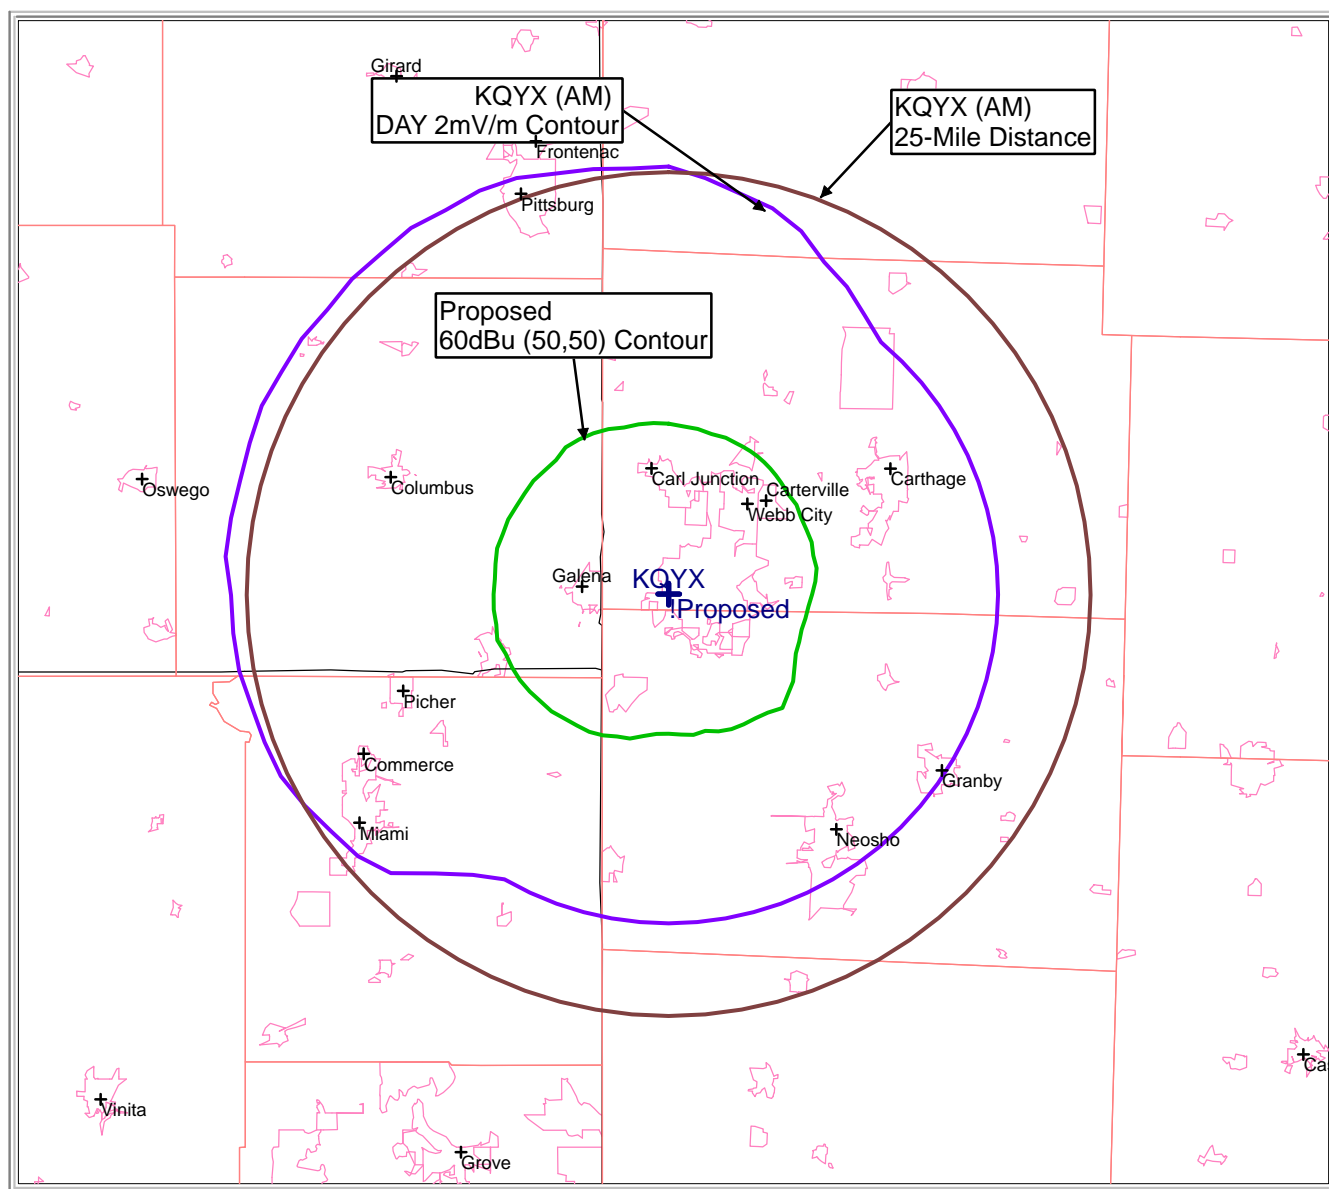 Girard
KQYX (AM)
DAY 2mV/m Contour
KQYX (AM)
25-Mile Distance
Frontenac
Pittsburg
Proposed
60dBu (50,50) Contour
Oswego
Columbus
Carl Junction
Carterville
Webb City
Carthage
Galena
KQYX
!Proposed
Picher
Commerce
Granby
Miami
Neosho
Cas
Vinita
Grove